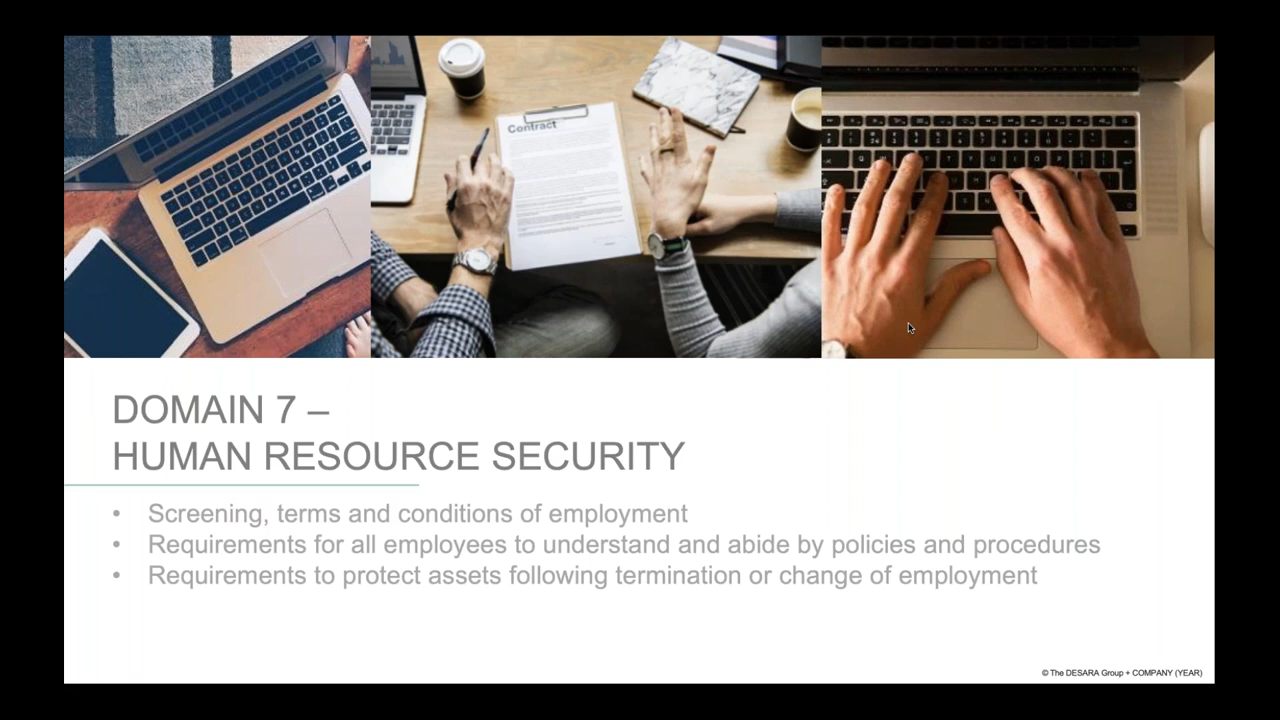 Contract
DOMAIN 7 –
HUMAN RESOURCE SECURITY
• Screening, terms and conditions of employment
• Requirements for all employees to understand and abide by policies and procedures
• Requirements to protect assets following termination or change of employment
© The DESARA Group + COMPANY (YEAR)